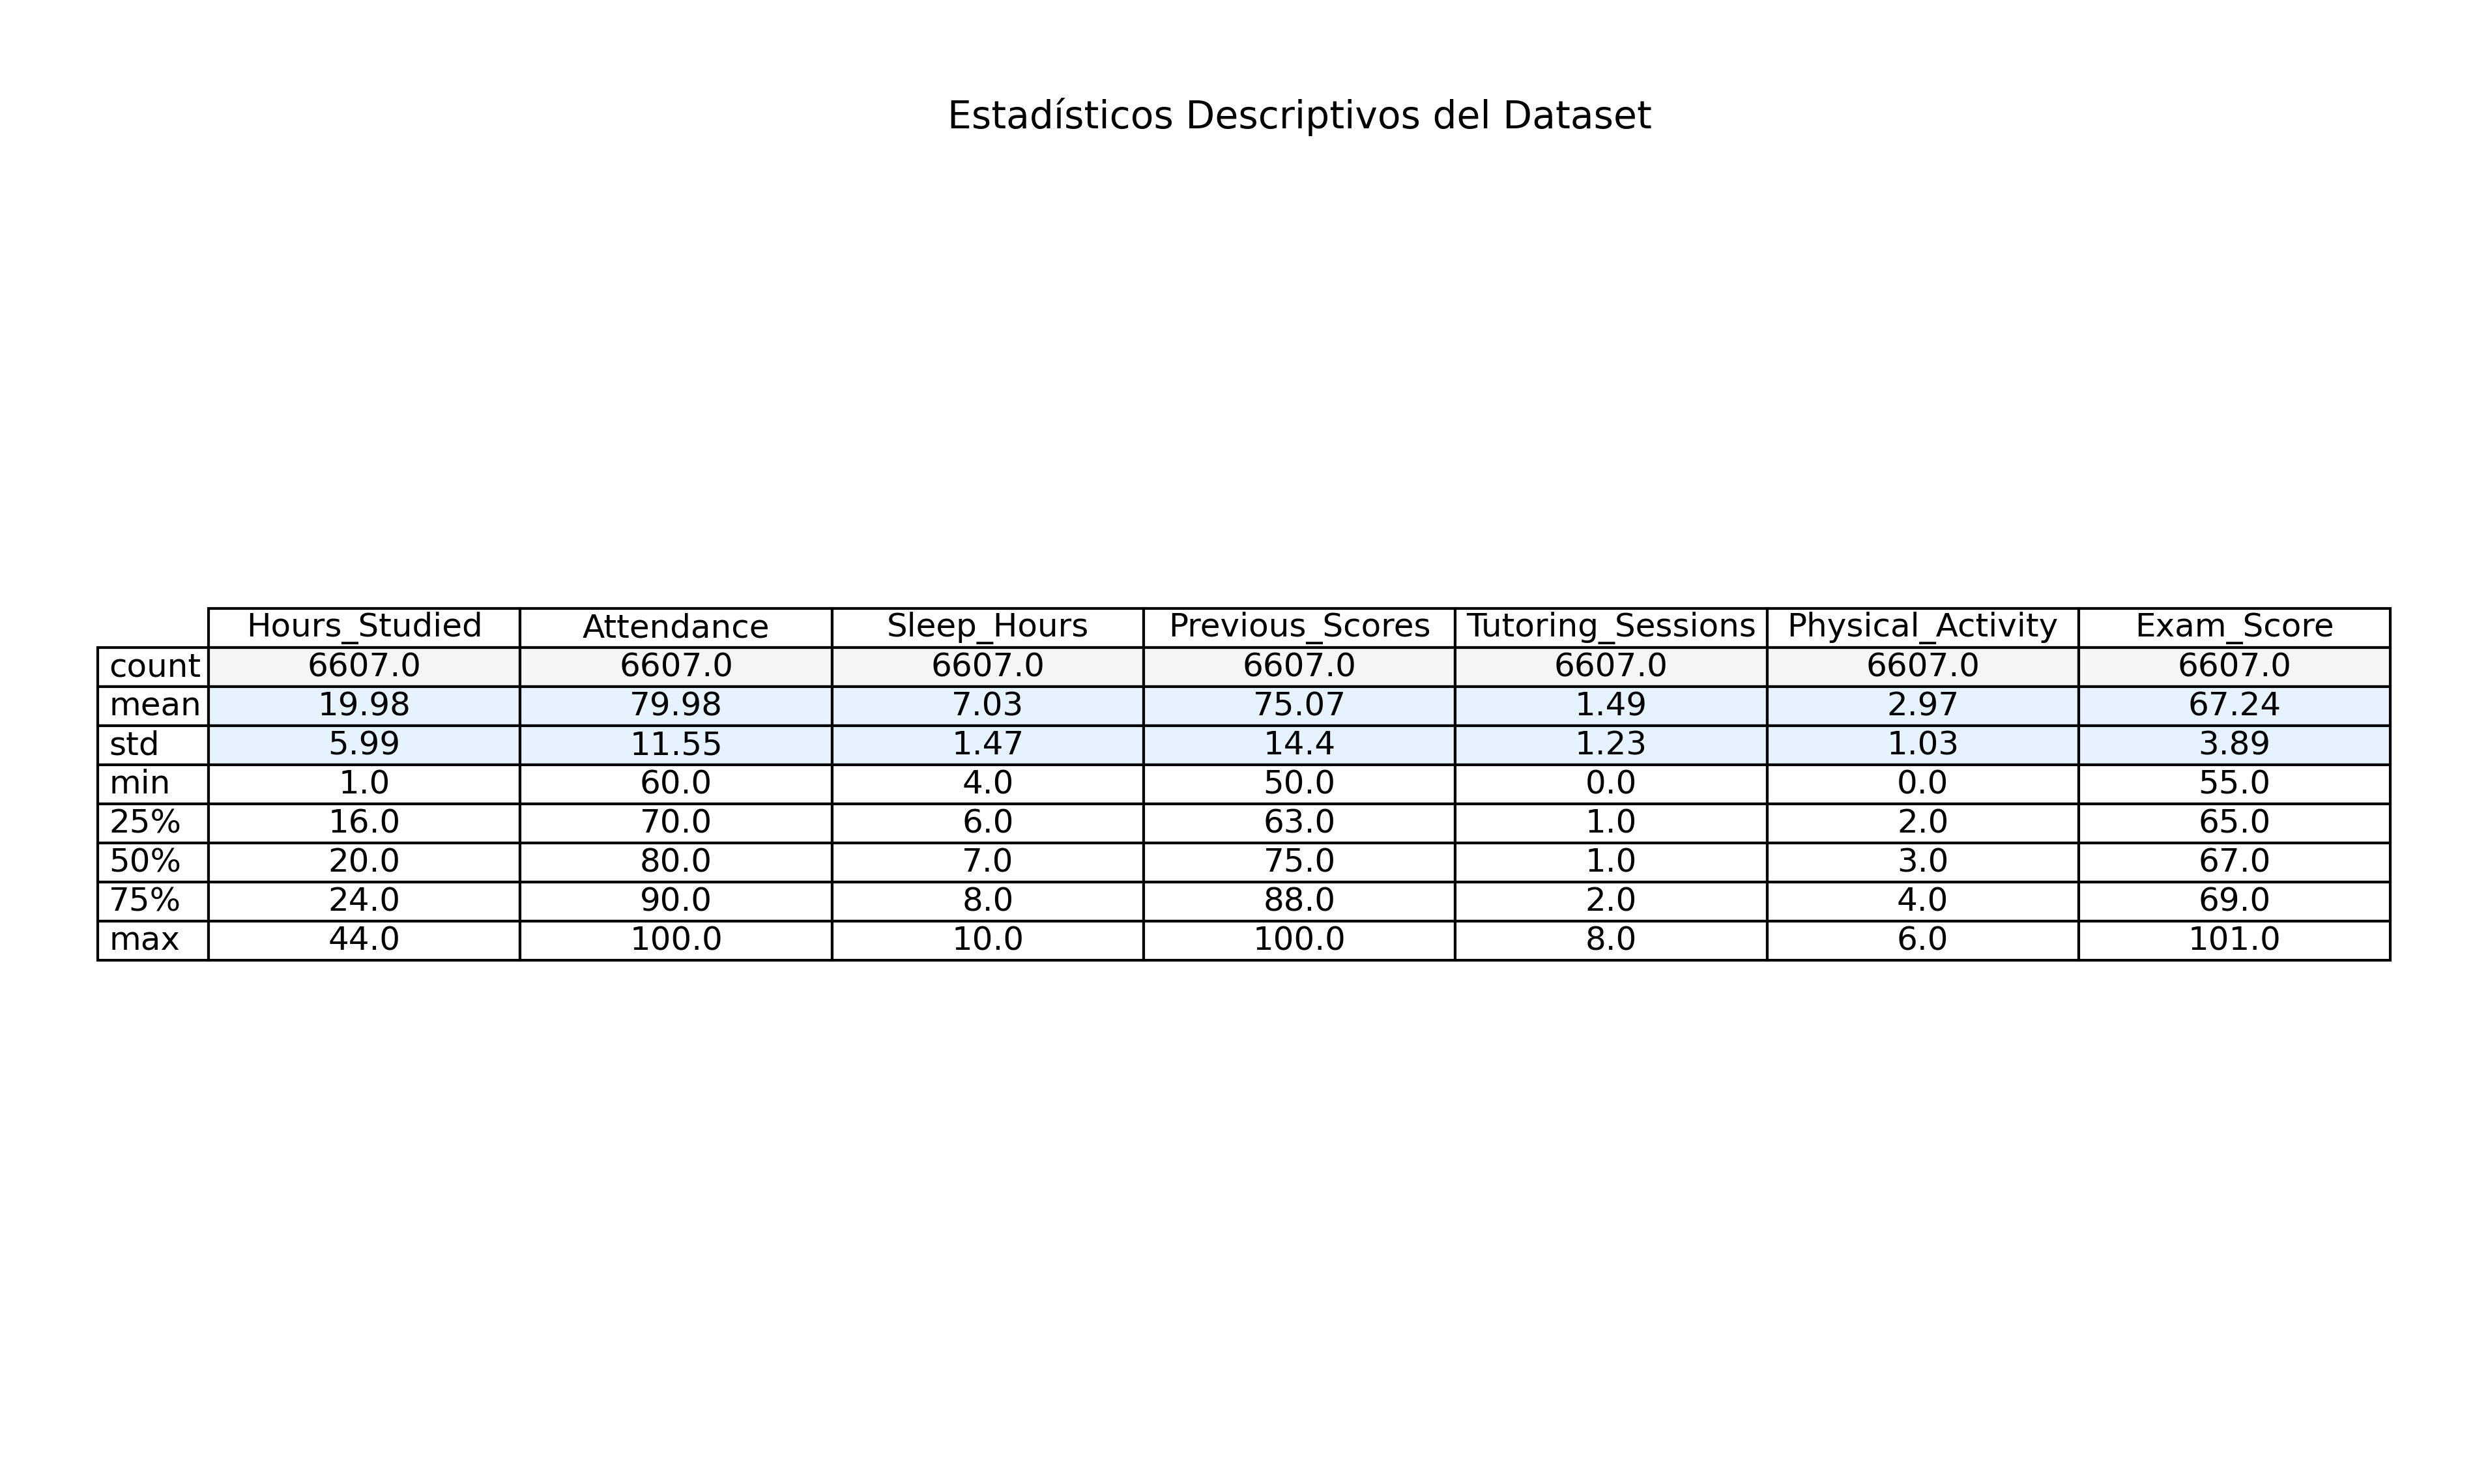 Estadísticos Descriptivos del Dataset
Hours_Studied Attendance Sleep_Hours Previous_Scores Tutoring_Sessions Physical_Activity Exam_Score
count 6607.0 6607.0 6607.0 6607.0 6607.0 6607.0 6607.0
mean 19.98 79.98 7.03 75.07 1.49 2.97 67.24
std 5.99 11.55 1.47 14.4 1.23 1.03 3.89
min 1.0 60.0 4.0 50.0 0.0 0.0 55.0
25% 16.0 70.0 6.0 63.0 1.0 2.0 65.0
50% 20.0 80.0 7.0 75.0 1.0 3.0 67.0
75% 24.0 90.0 8.0 88.0 2.0 4.0 69.0
max 44.0 100.0 10.0 100.0 8.0 6.0 101.0